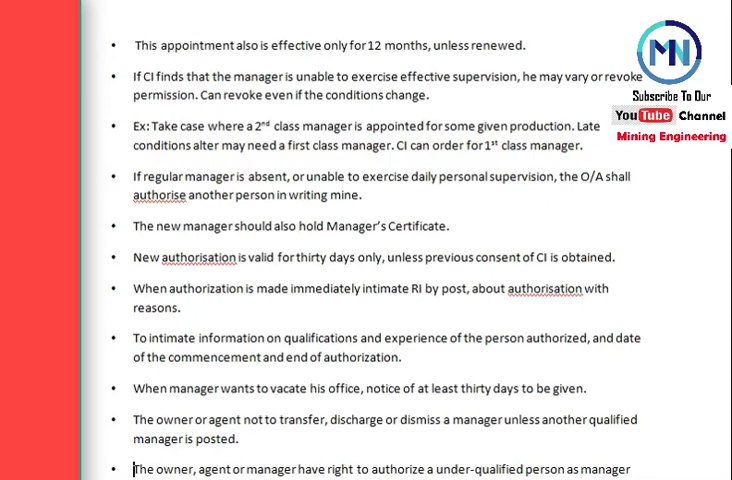 • This appointment also is effective only for 12 months, unless renewed.
• If CI finds that the manager is unable to exercise effective supervision, he may vary or revoke
permission. Can revoke even if the conditions change.
• Ex: Take case where a 2nd class manager is appointed for some given production. Late
conditions alter may need a first class manager. CI can order for 1st class manager.
• If regular manager is absent, or unable to exercise daily personal supervision, the O/A shall
authorise another person in writing mine.
• The new manager should also hold Manager's Certificate.
• New authorisation is valid for thirty days only, unless previous consent of CI is obtained.
• When authorization is made immediately intimate RI by post, about authorisation with
reasons.
• To intimate information on qualifications and experience of the person authorized, and date
of the commencement and end of authorization.
• When manager wants to vacate his office, notice of at least thirty days to be given.
• The owner or agent not to transfer, discharge or dismiss a manager unless another qualified
manager is posted.
• The owner, agent or manager have right to authorize a under-qualified person as manager
MN
Subscribe To Our
YouTube Channel
Mining Engineering